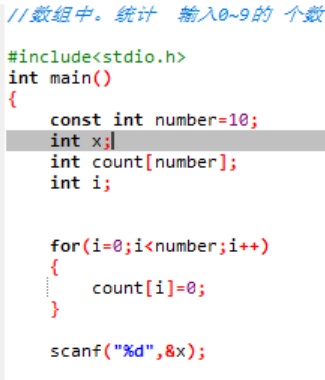 //数组中。统计  输入0~9的 个数
#include<stdio.h>
int main()
{
    const int number=10;
    int x;
    int count[number];
    int i;
    for(i=0;i<number;i++)
    {
        count[i]=0;
    }
    scanf("%d",&x);